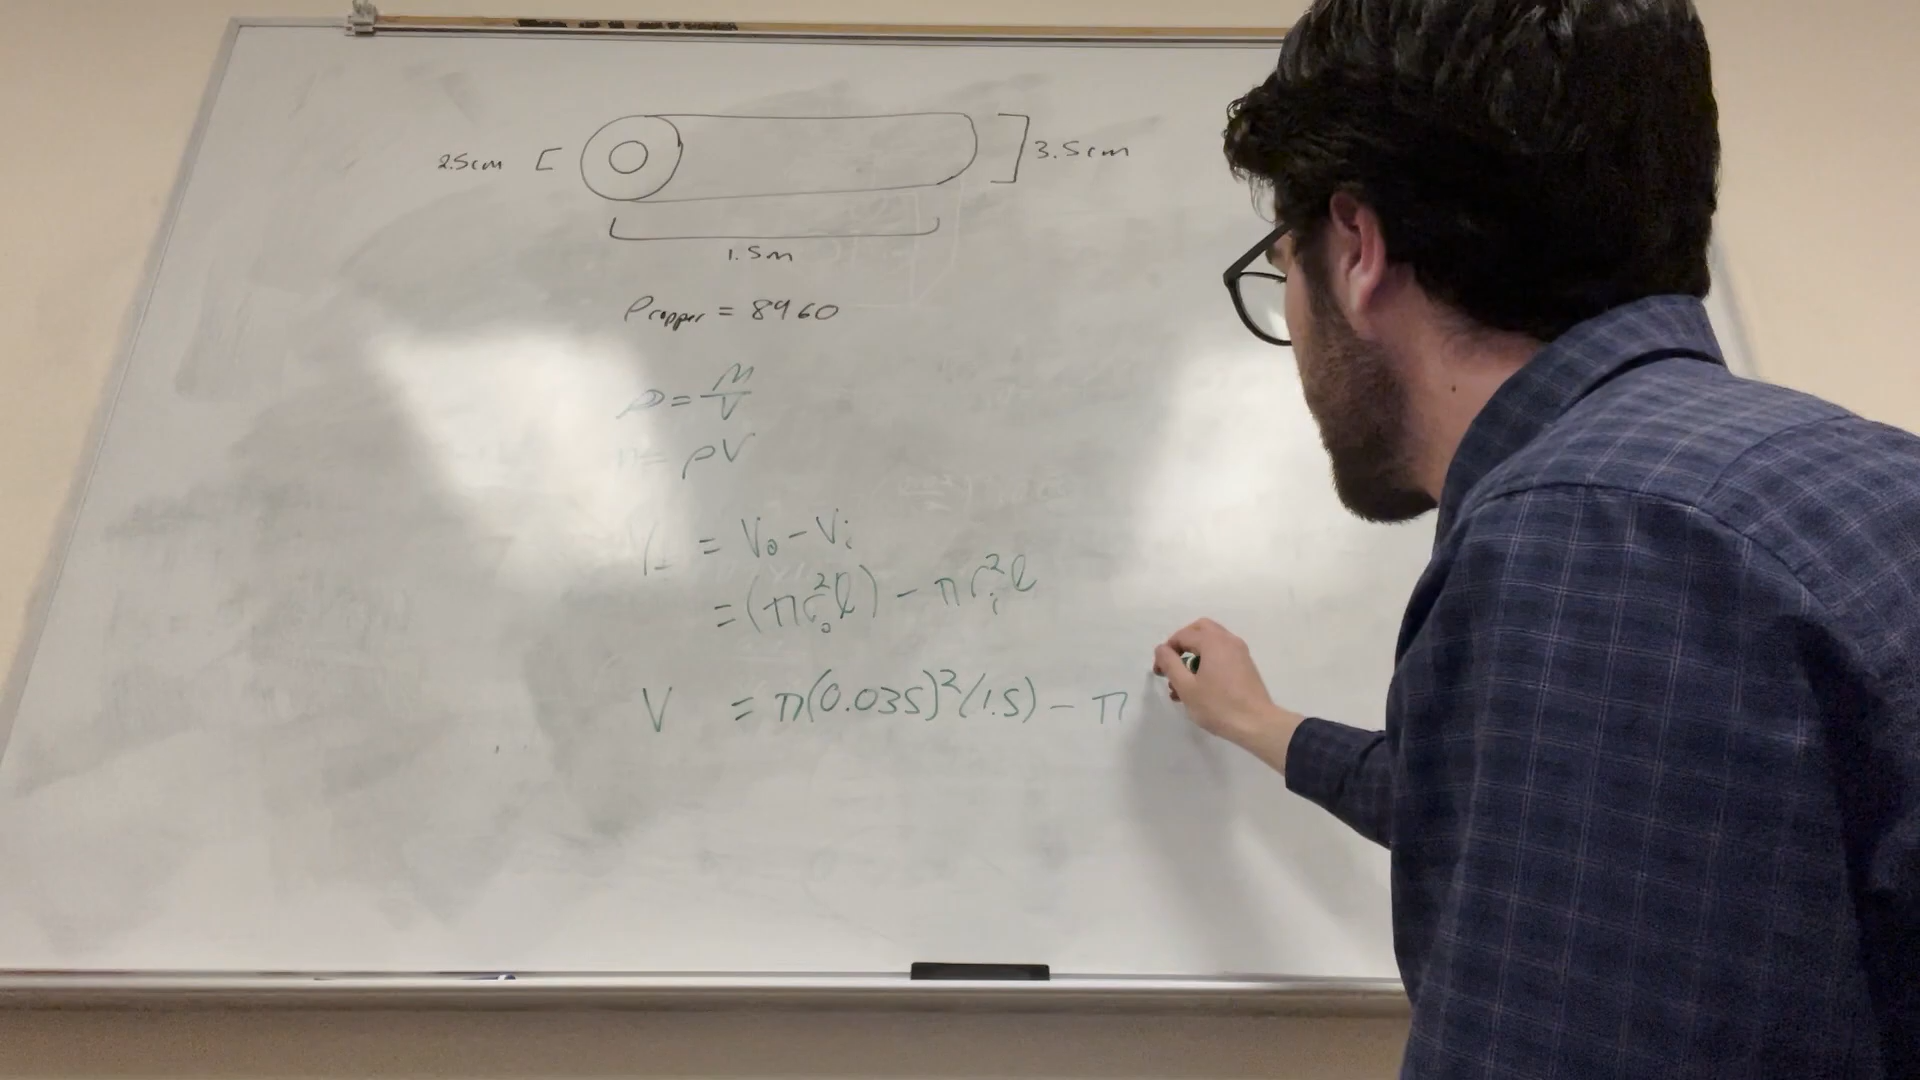 2.5cm [ ] 3.5cm
1.5m
ρcopper = 8960
ρ = m/V
m = ρV
V = Vo - Vi
= (πro²l) - πri²l
V = π(0.035)²(1.5) - π